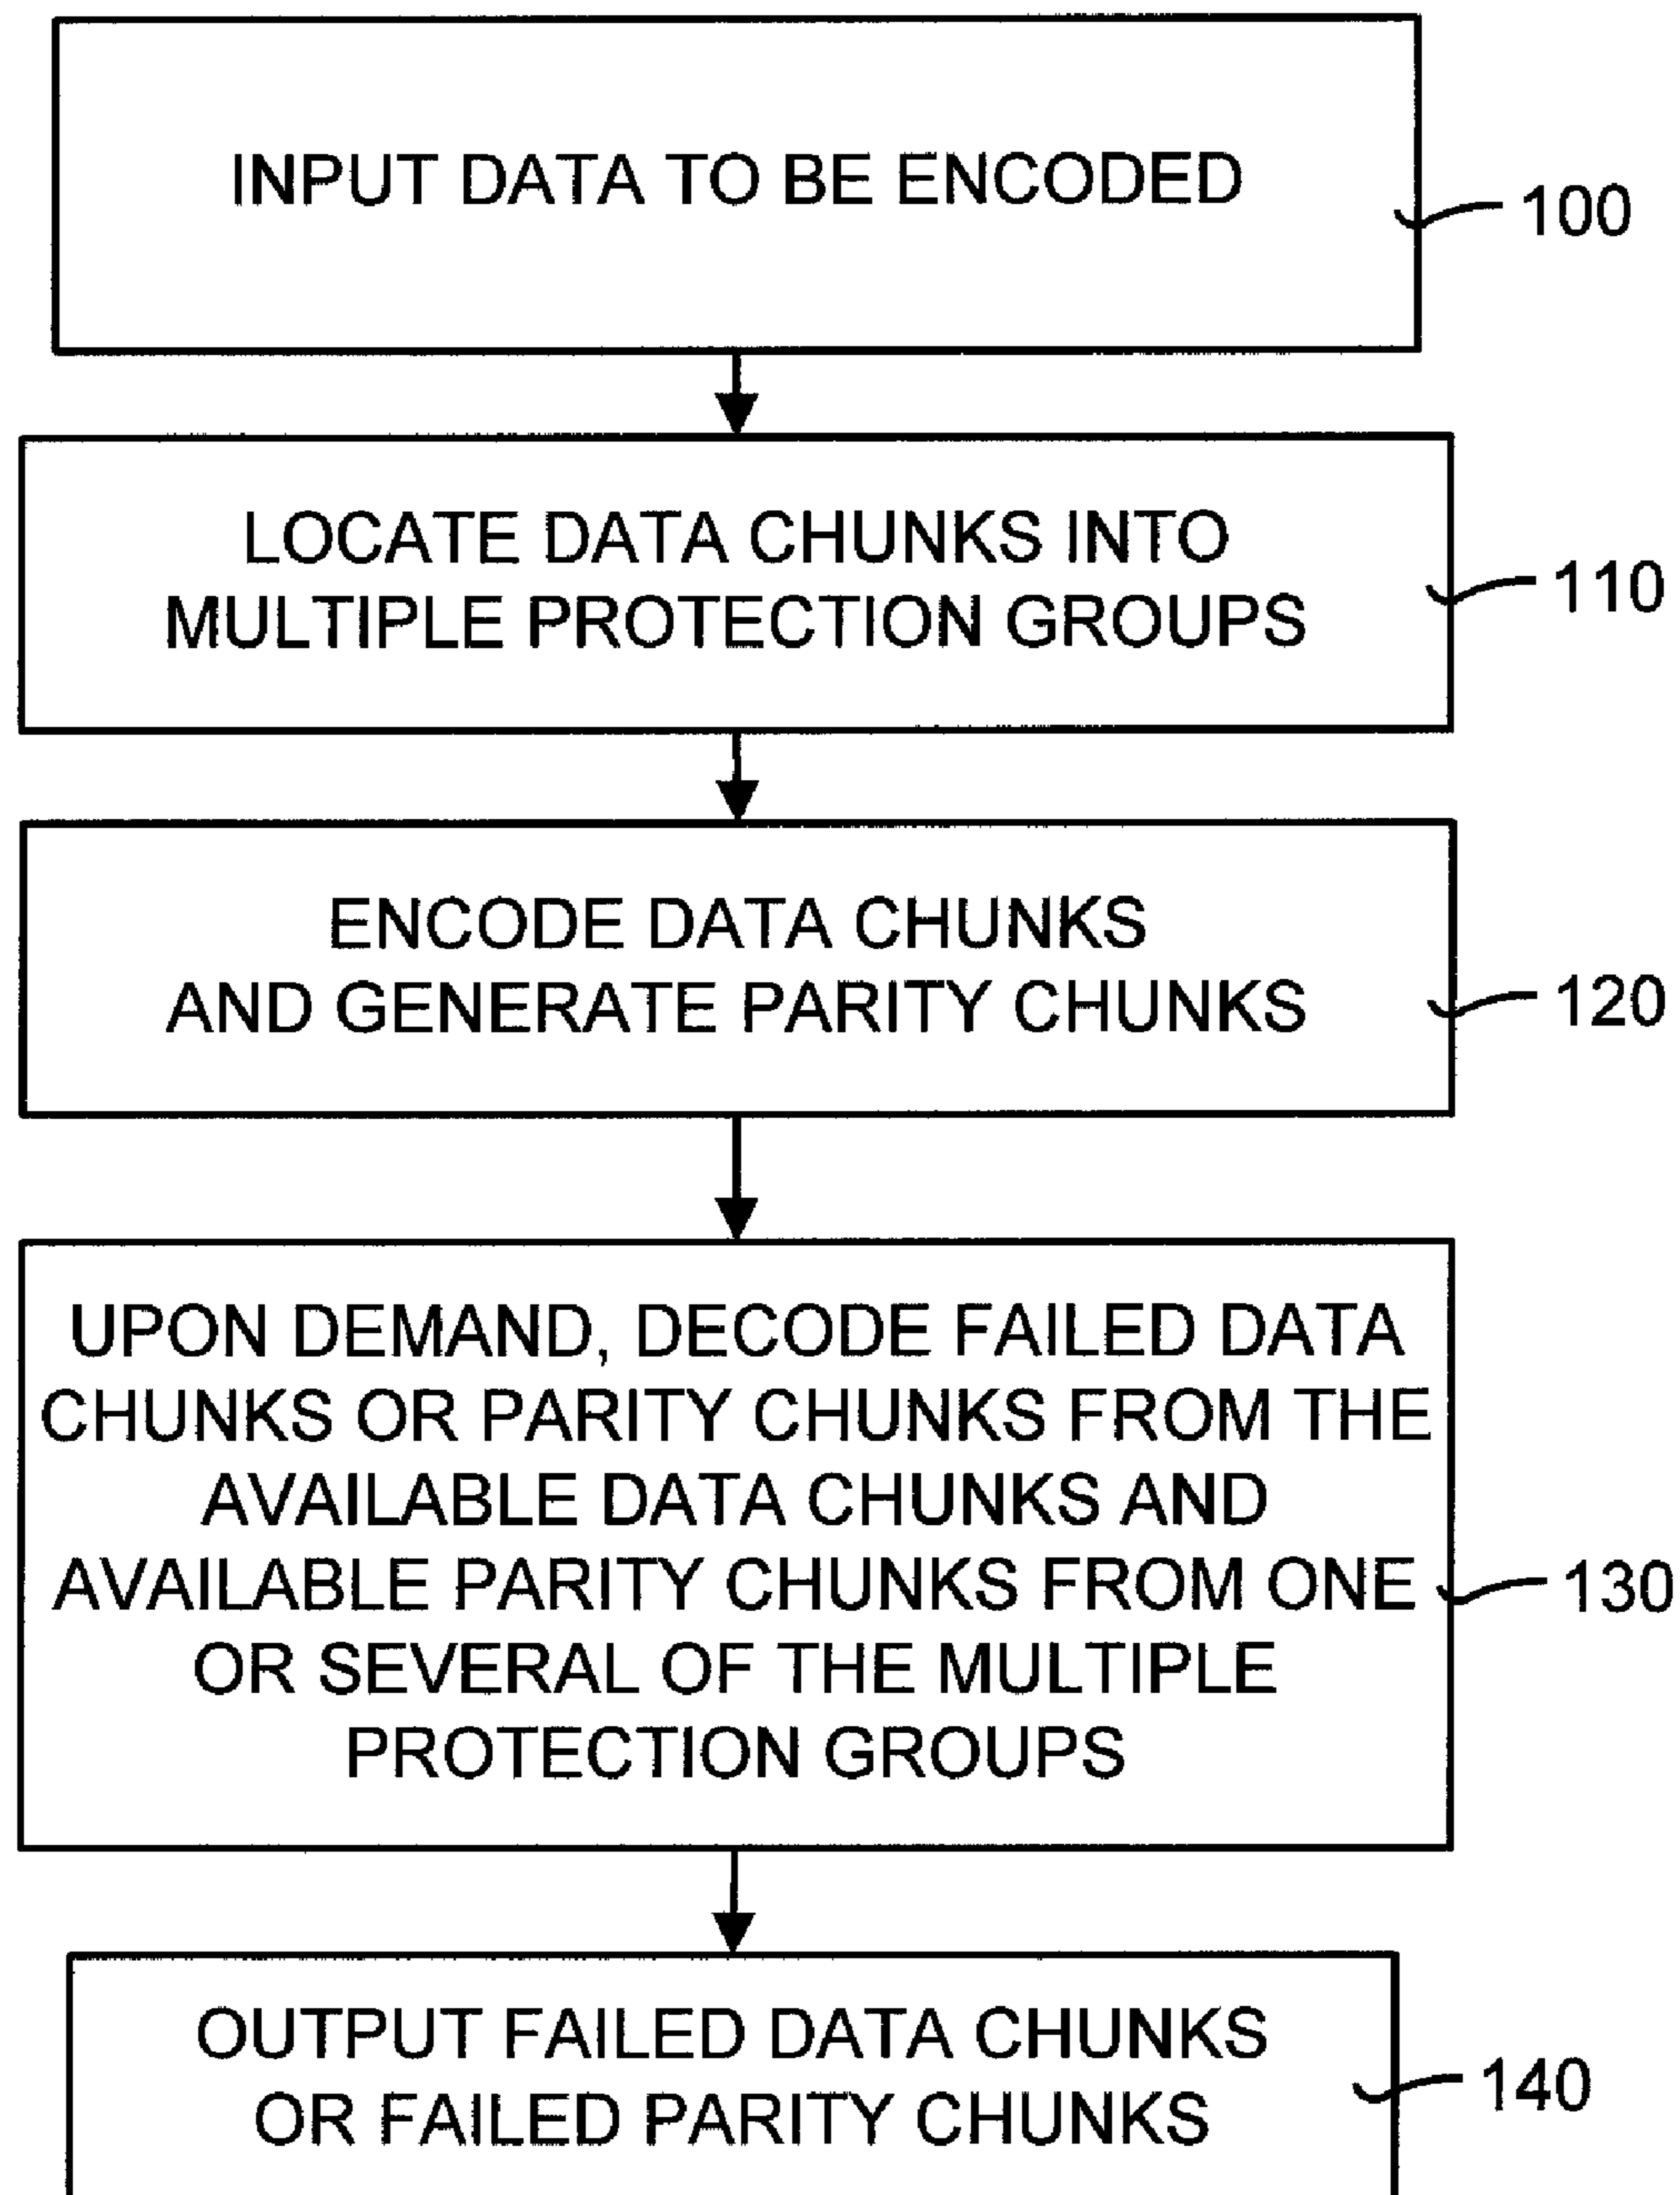 INPUT DATA TO BE ENCODED
100
LOCATE DATA CHUNKS INTO
MULTIPLE PROTECTION GROUPS
110
ENCODE DATA CHUNKS
AND GENERATE PARITY CHUNKS
120
UPON DEMAND, DECODE FAILED DATA
CHUNKS OR PARITY CHUNKS FROM THE
AVAILABLE DATA CHUNKS AND
AVAILABLE PARITY CHUNKS FROM ONE
OR SEVERAL OF THE MULTIPLE
PROTECTION GROUPS
130
OUTPUT FAILED DATA CHUNKS
OR FAILED PARITY CHUNKS
140